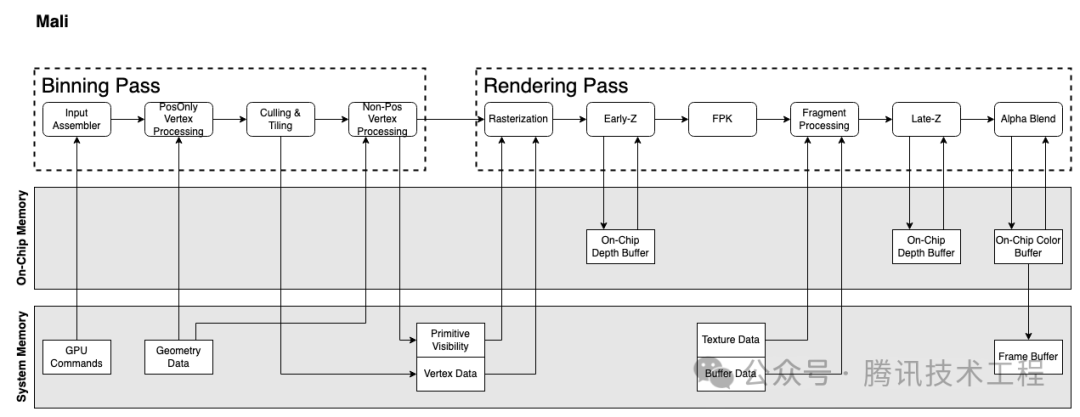 Mali
Binning Pass
Rendering Pass
Input
Assembler
PosOnly
Vertex
Processing
Culling &
Tiling
Non-Pos
Vertex
Processing
Rasterization
Early-Z
FPK
Fragment
Processing
Late-Z
Alpha Blend
On-Chip Memory
On-Chip
Depth Buffer
On-Chip
Depth Buffer
On-Chip Color
Buffer
System Memory
GPU
Commands
Geometry
Data
Primitive
Visibility
Vertex Data
Texture Data
Buffer Data
Frame Buffer
公众号 · 腾讯技术工程